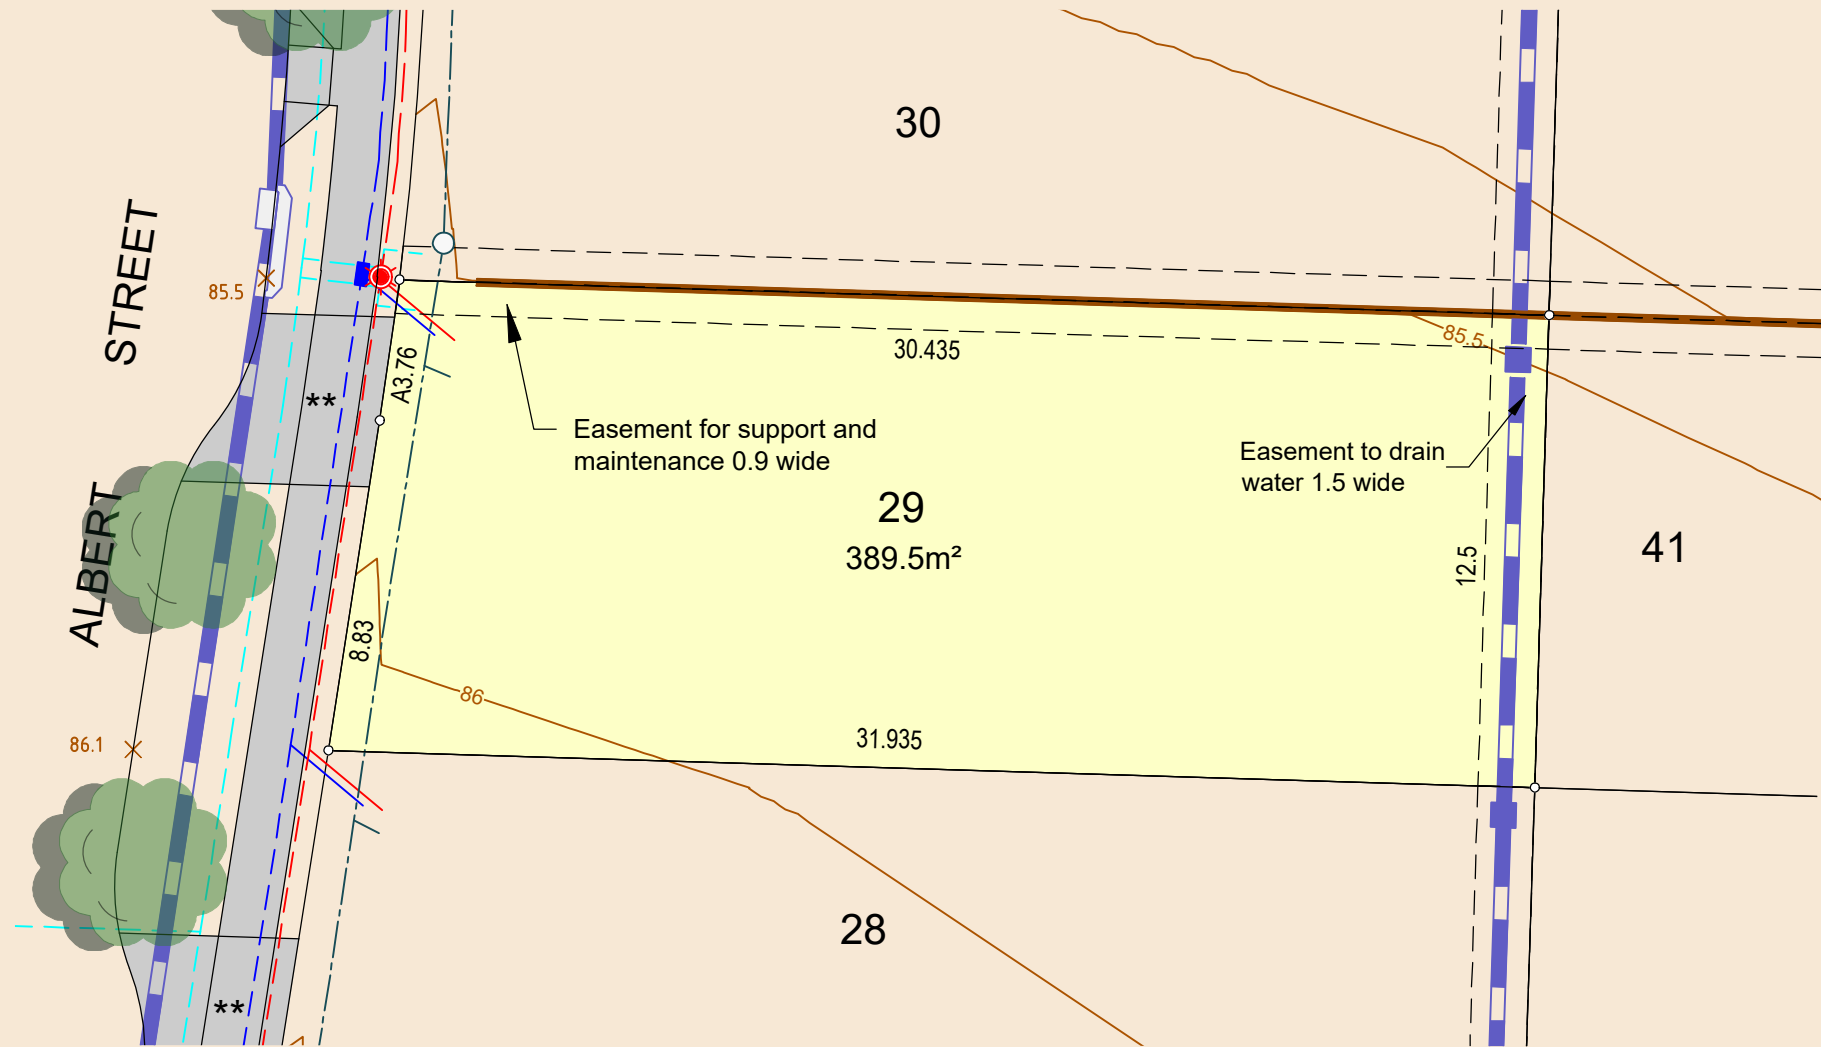 30
STREET
85.5
85.5
30.435
A3.76
**
Easement for support and
maintenance 0.9 wide
Easement to drain
water 1.5 wide
29
389.5m²
41
12.5
ALBERT
8.83
86
86.1
31.935
28
**